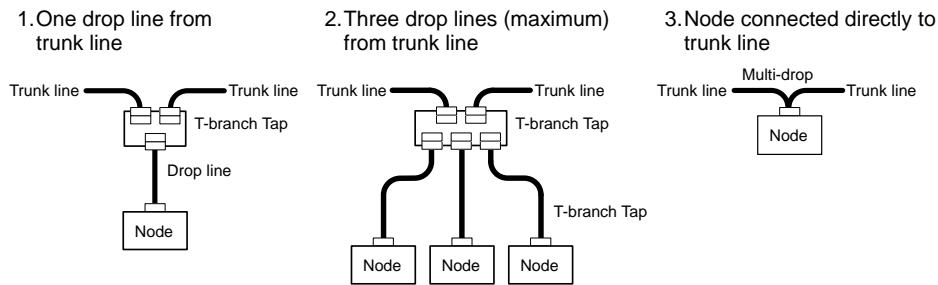 1. One drop line from
trunk line
Trunk line
Trunk line
T-branch Tap
Drop line
Node
2. Three drop lines (maximum)
from trunk line
Trunk line
Trunk line
T-branch Tap
T-branch Tap
Node
Node
Node
3. Node connected directly to
trunk line
Multi-drop
Trunk line
Trunk line
Node